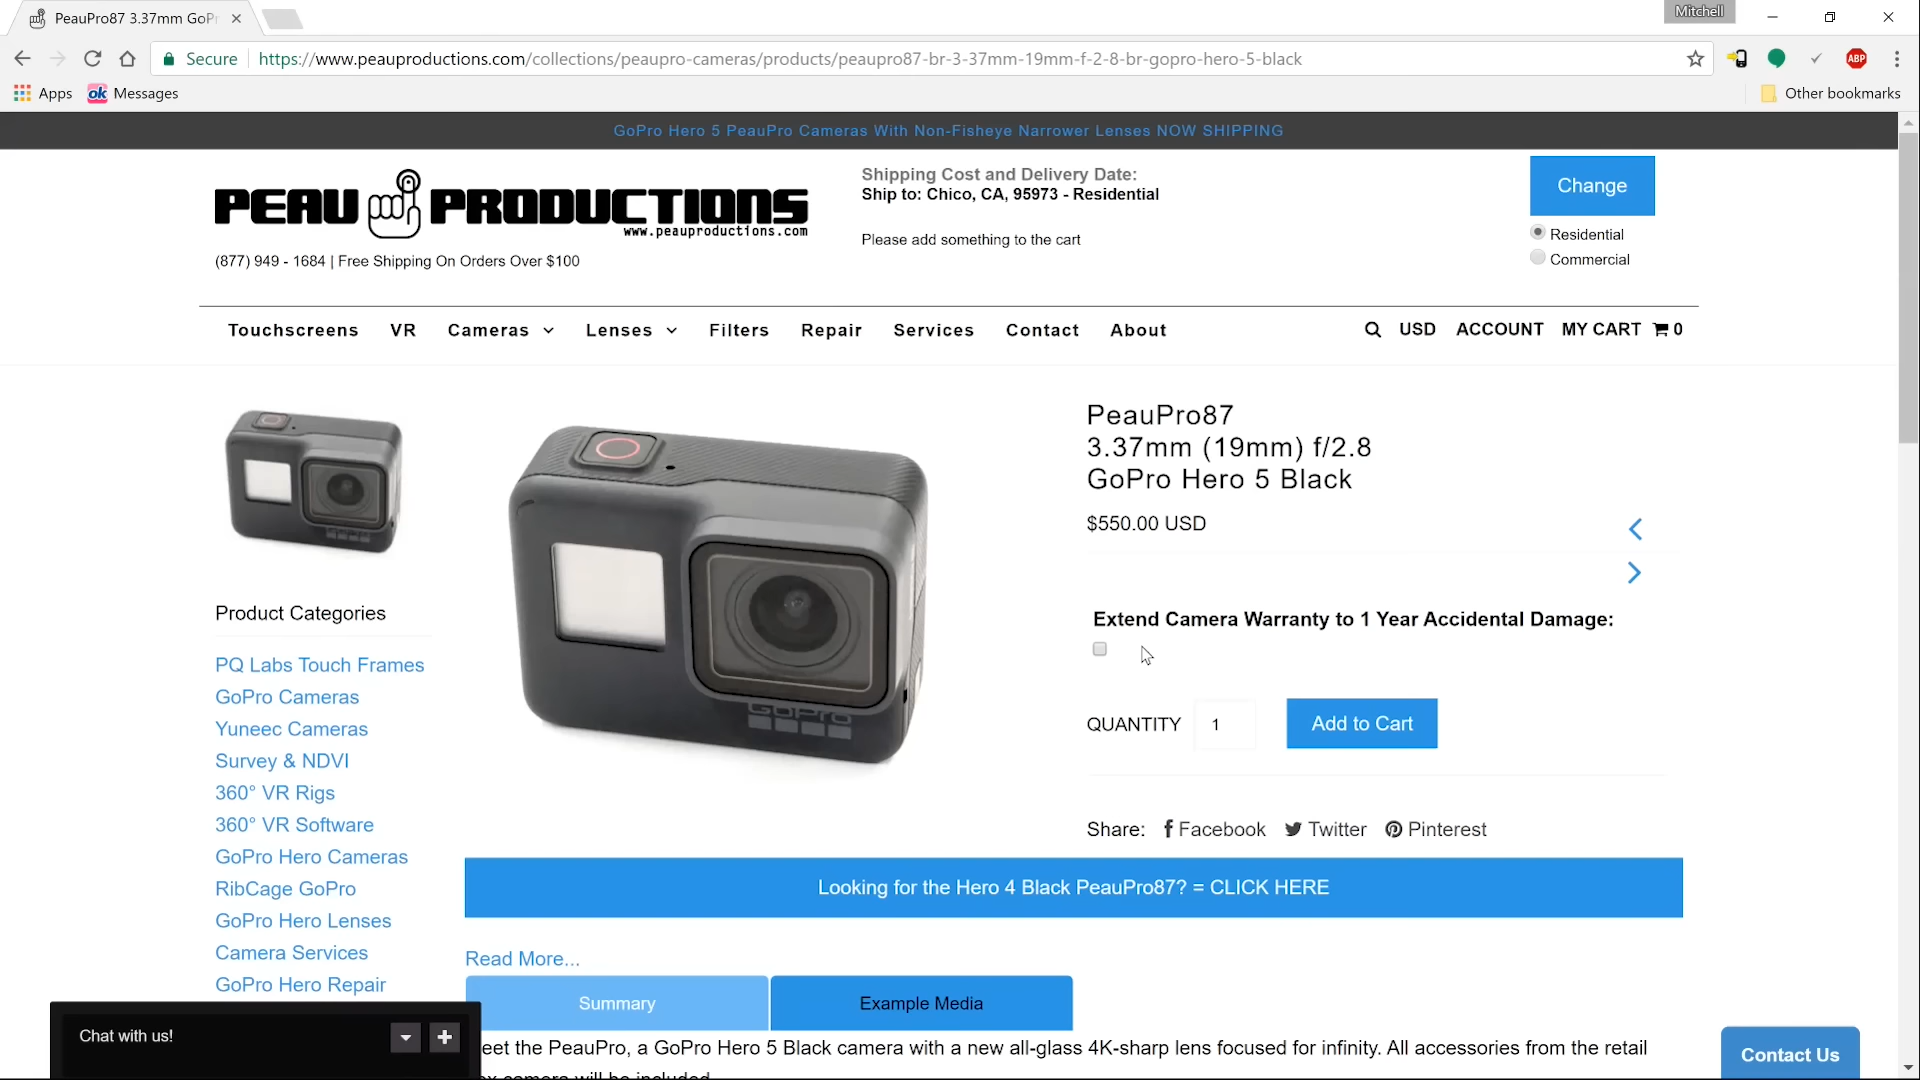 PeauPro87 3.37mm GoP
Mitchell
Secure https://www.peauproductions.com/collections/peaupro-cameras/products/peaupro87-br-3-37mm-19mm-f-2-8-br-gopro-hero-5-black
ABP
Apps ok Messages
Other bookmarks
GoPro Hero 5 PeauPro Cameras With Non-Fisheye Narrower Lenses NOW SHIPPING
PEAU PRODUCTIONS
www.peauproductions.com
(877) 949 - 1684 | Free Shipping On Orders Over $100
Shipping Cost and Delivery Date:
Ship to: Chico, CA, 95973 - Residential
Please add something to the cart
Change
Residential
Commercial
Touchscreens VR Cameras Lenses Filters Repair Services Contact About
USD ACCOUNT MY CART 0
PeauPro87
3.37mm (19mm) f/2.8
GoPro Hero 5 Black
$550.00 USD
Extend Camera Warranty to 1 Year Accidental Damage:
QUANTITY 1 Add to Cart
Share: Facebook Twitter Pinterest
GoPro
Product Categories
PQ Labs Touch Frames
GoPro Cameras
Yuneec Cameras
Survey & NDVI
360° VR Rigs
360° VR Software
GoPro Hero Cameras
RibCage GoPro
GoPro Hero Lenses
Camera Services
GoPro Hero Repair
Looking for the Hero 4 Black PeauPro87? = CLICK HERE
Read More...
Summary Example Media
eet the PeauPro, a GoPro Hero 5 Black camera with a new all-glass 4K-sharp lens focused for infinity. All accessories from the retail
camera will be included
Chat with us!
Contact Us